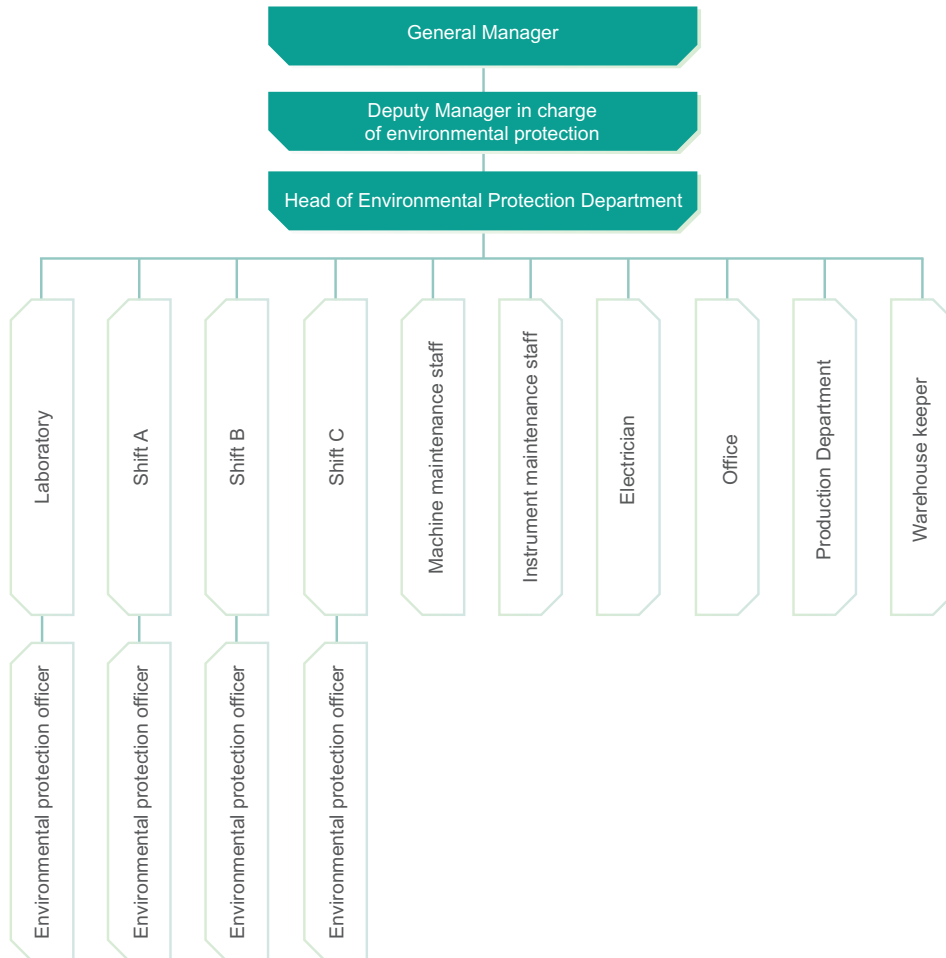 General Manager
Deputy Manager in charge
of environmental protection
Head of Environmental Protection Department
Laboratory
Shift A
Shift B
Shift C
Machine maintenance staff
Instrument maintenance staff
Electrician
Office
Production Department
Warehouse keeper
Environmental protection officer
Environmental protection officer
Environmental protection officer
Environmental protection officer